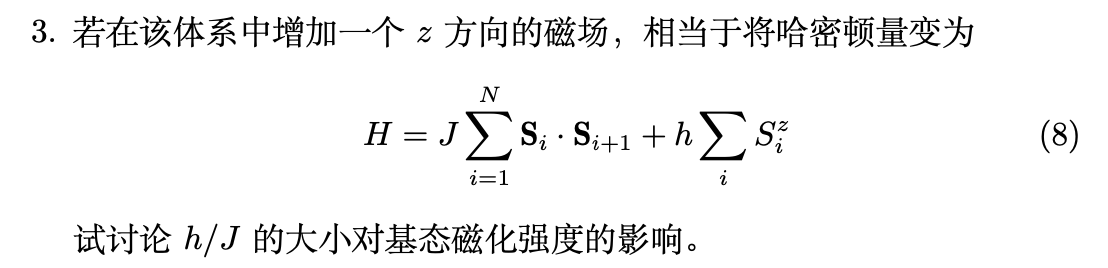 3. 若在该体系中增加一个 z 方向的磁场，相当于将哈密顿量变为
H = J \sum_{i=1}^{N} \mathbf{S}_i \cdot \mathbf{S}_{i+1} + h \sum_i S_i^z (8)
试讨论 h/J 的大小对基态磁化强度的影响。